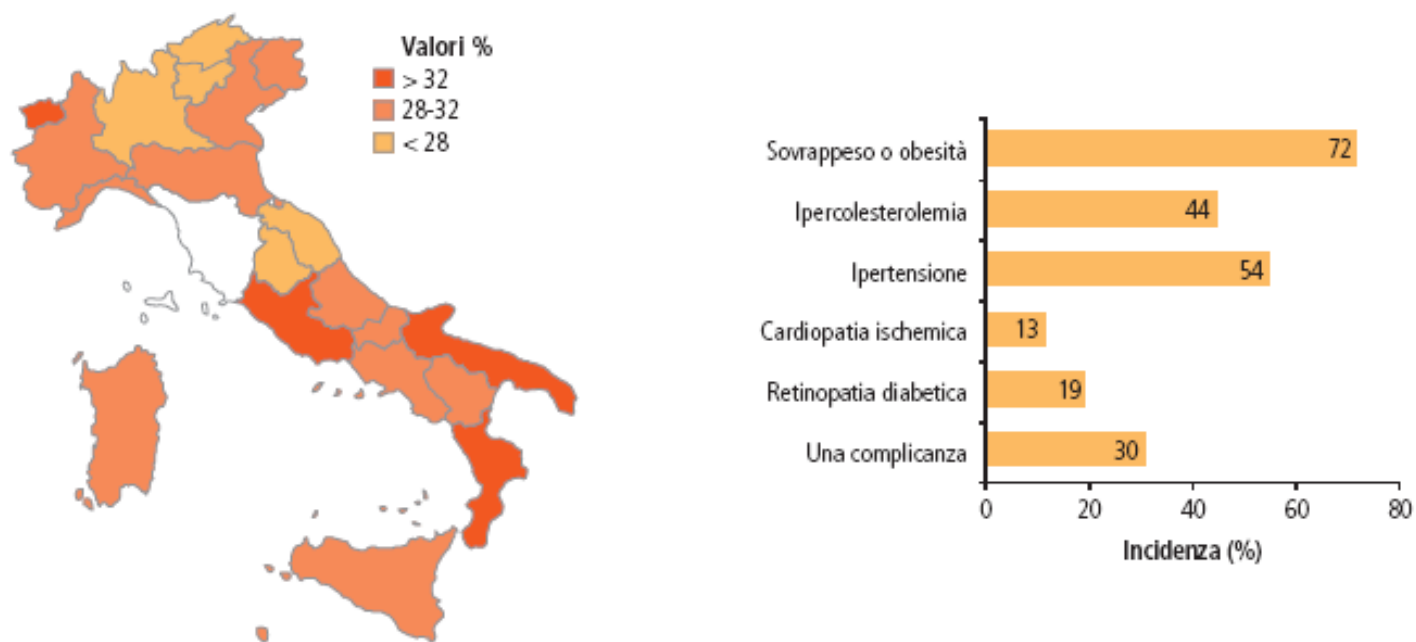 Valori %
> 32
28-32
< 28
Sovrappeso o obesità
72
Ipercolesterolemia
44
Ipertensione
54
Cardiopatia ischemica
13
Retinopatia diabetica
19
Una complicanza
30
0 20 40 60 80
Incidenza (%)